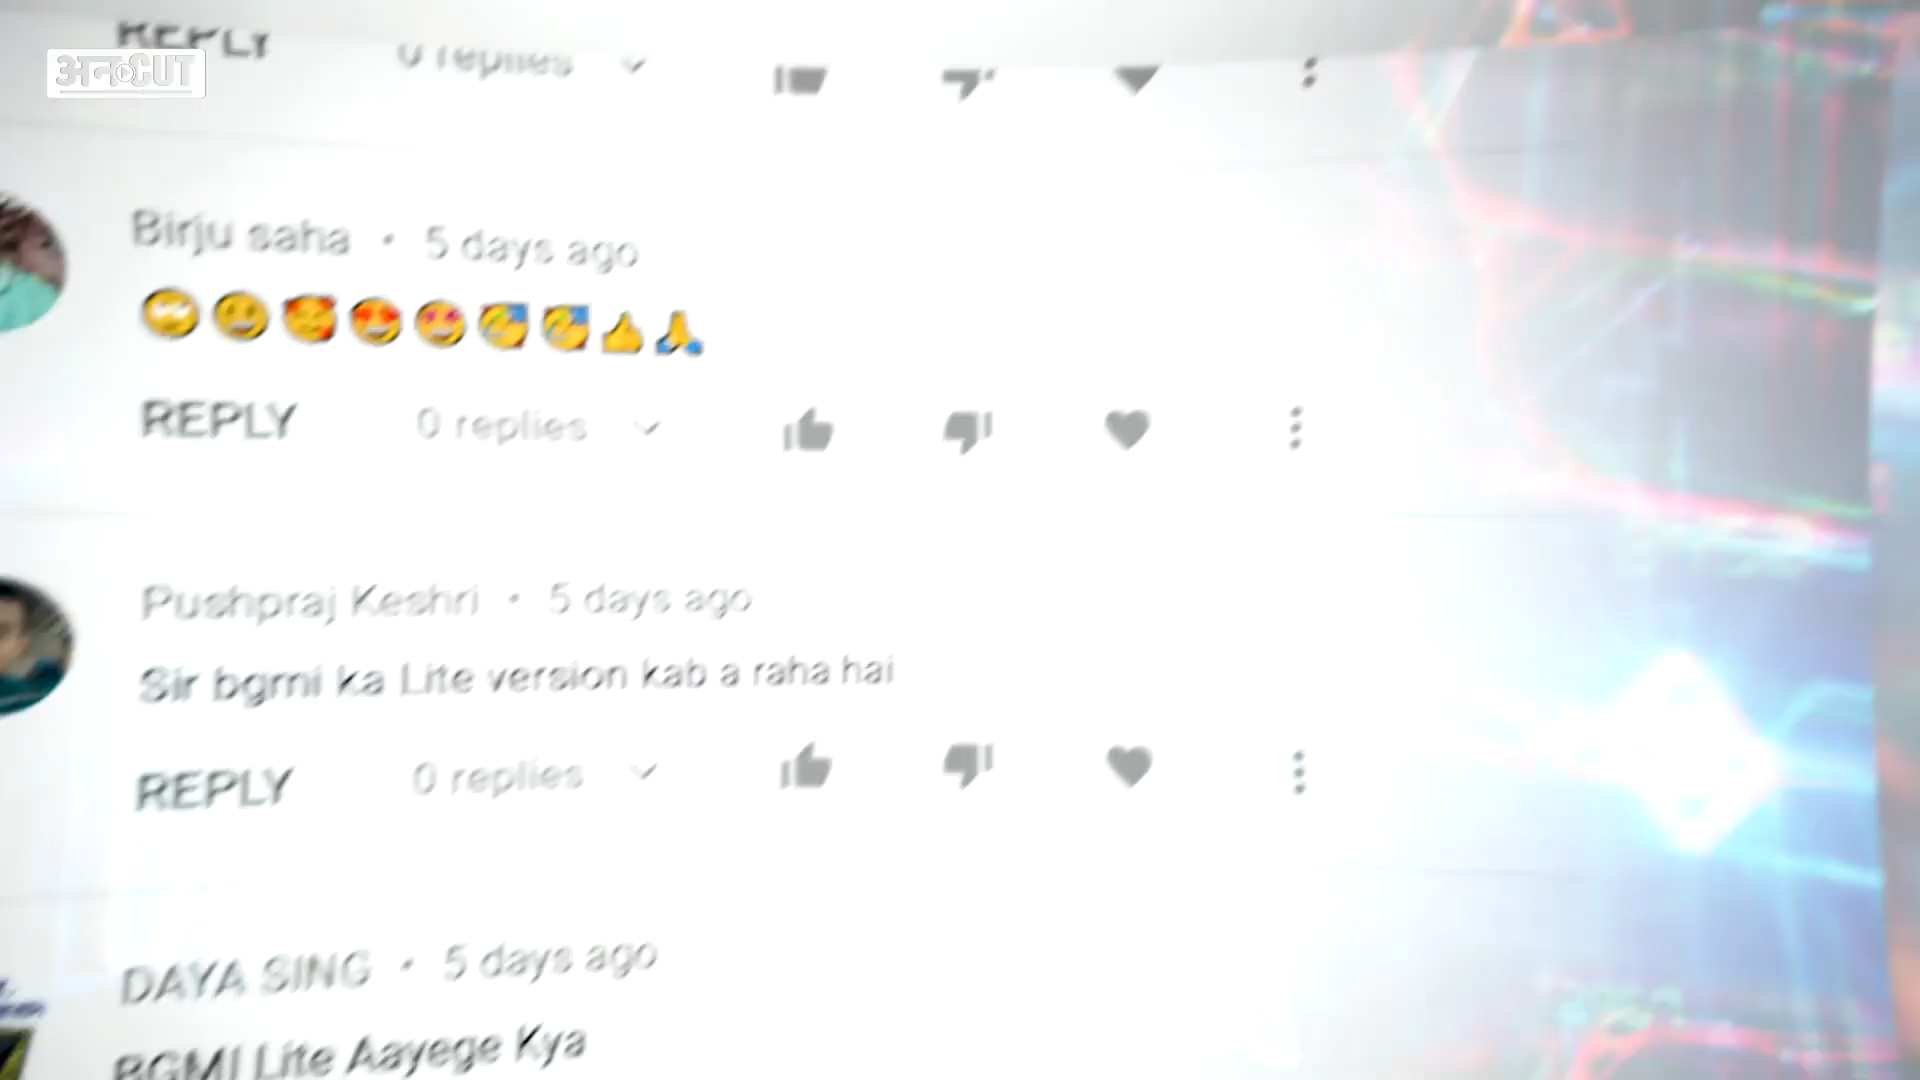 अनCUT
REPLY 0 replies
Birju saha • 5 days ago
🙄😃🥰😍😍🥳🥳👍🙏
REPLY 0 replies
Pushpraj Keshri • 5 days ago
Sir bgmi ka Lite version kab a raha hai
REPLY 0 replies
DAYA SING • 5 days ago
BGMI Lite Aayege Kya